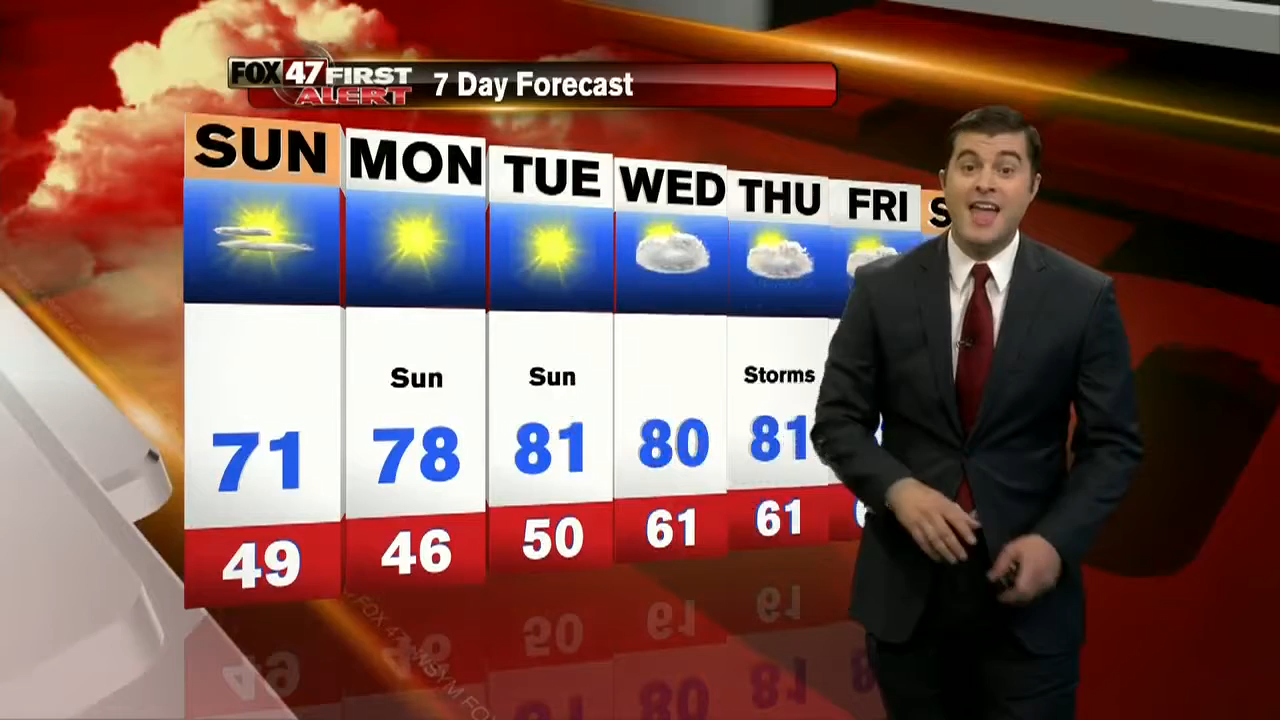 FOX 47 FIRST ALERT 7 Day Forecast
SUN MON TUE WED THU FRI S
Sun Sun Storms
71 78 81 80 81
49 46 50 61 61